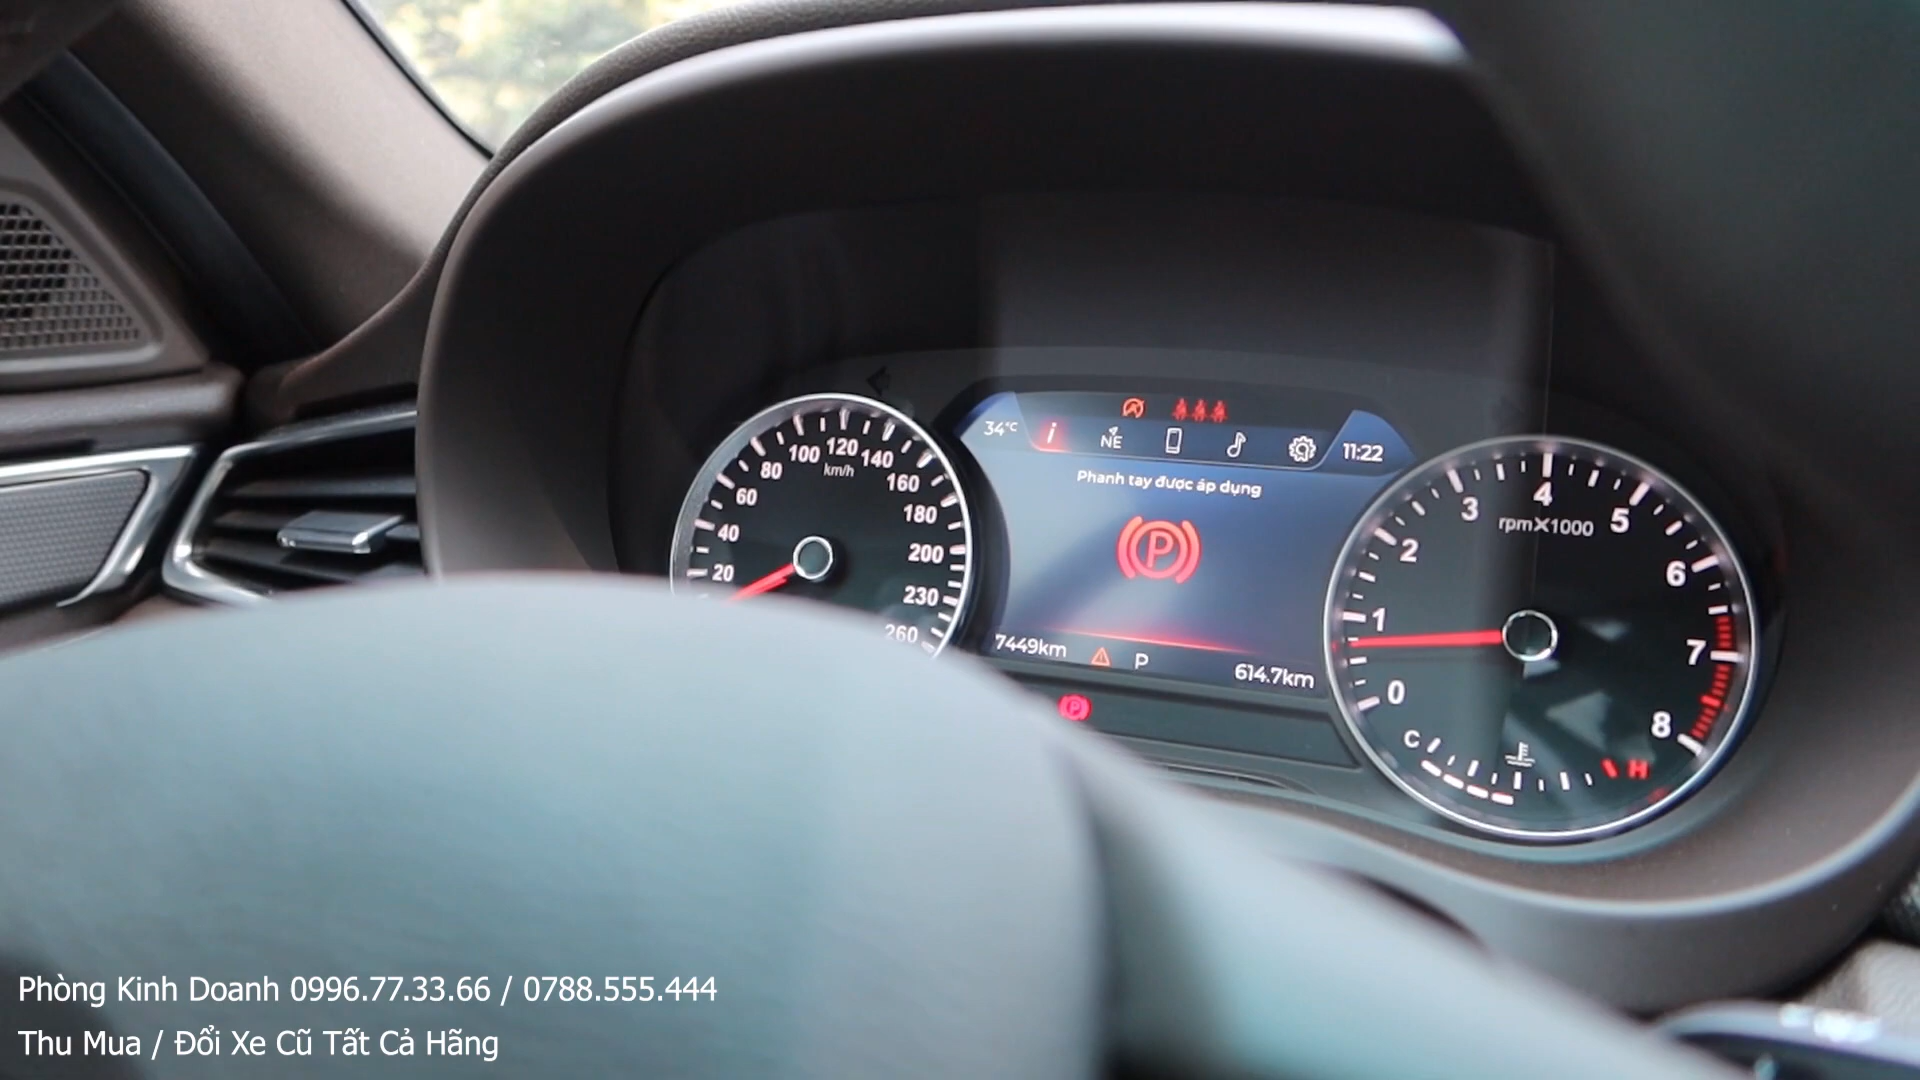 34°C i NE 11:22
Phanh tay được áp dụng
P
7449km P 614.7km
P
20 40 60 80 100 120 140 160 180 200 230 260
km/h
0 1 2 3 4 5 6 7 8
rpmX1000
C H
Phòng Kinh Doanh 0996.77.33.66 / 0788.555.444
Thu Mua / Đổi Xe Cũ Tất Cả Hãng